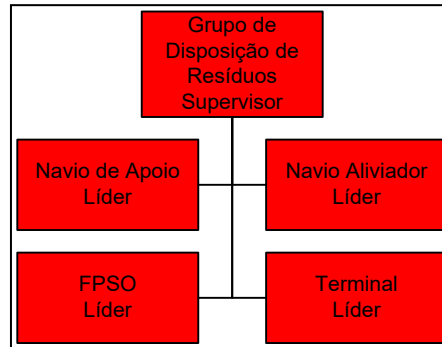 Grupo de
Disposição de
Resíduos
Supervisor
Navio de Apoio
Líder
Navio Aliviador
Líder
FPSO
Líder
Terminal
Líder